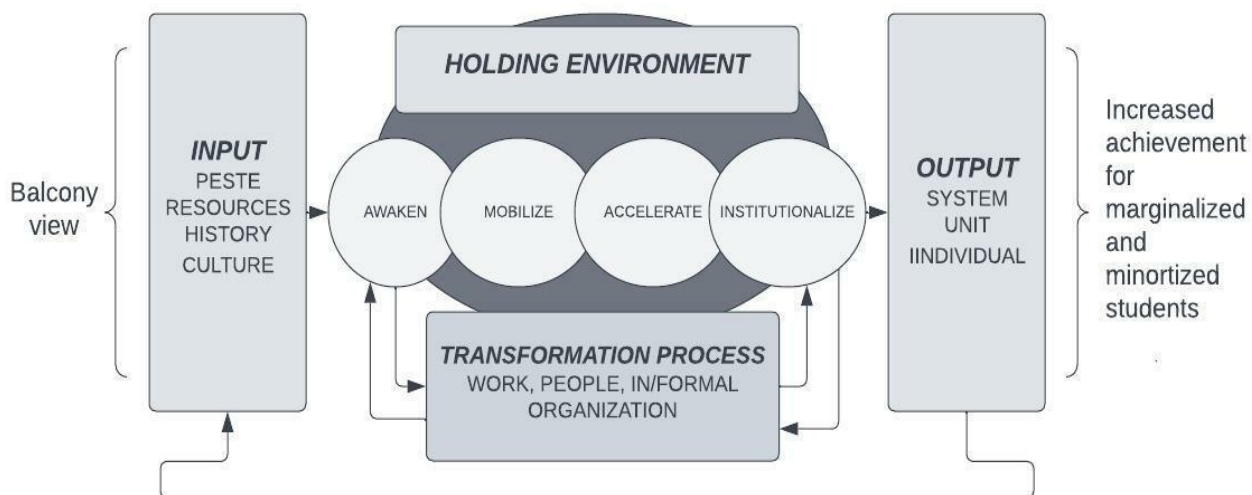 Balcony
view
INPUT
PESTE
RESOURCES
HISTORY
CULTURE
HOLDING ENVIRONMENT
AWAKEN
MOBILIZE
ACCELERATE
INSTITUTIONALIZE
TRANSFORMATION PROCESS
WORK, PEOPLE, IN/FORMAL
ORGANIZATION
OUTPUT
SYSTEM
UNIT
IINDIVIDUAL
Increased
achievement
for
marginalized
and
minortized
students